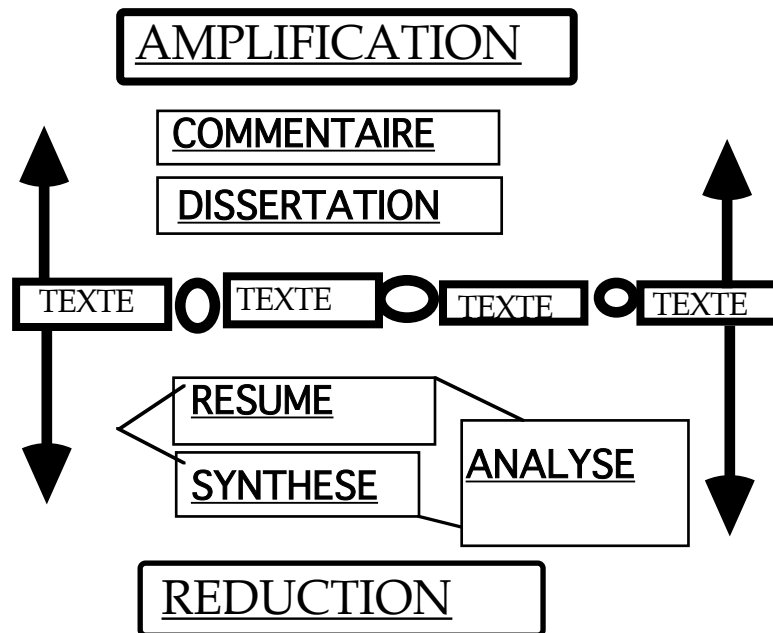 AMPLIFICATION
COMMENTAIRE
DISSERTATION
TEXTE TEXTE TEXTE TEXTE
RESUME
ANALYSE
SYNTHESE
REDUCTION